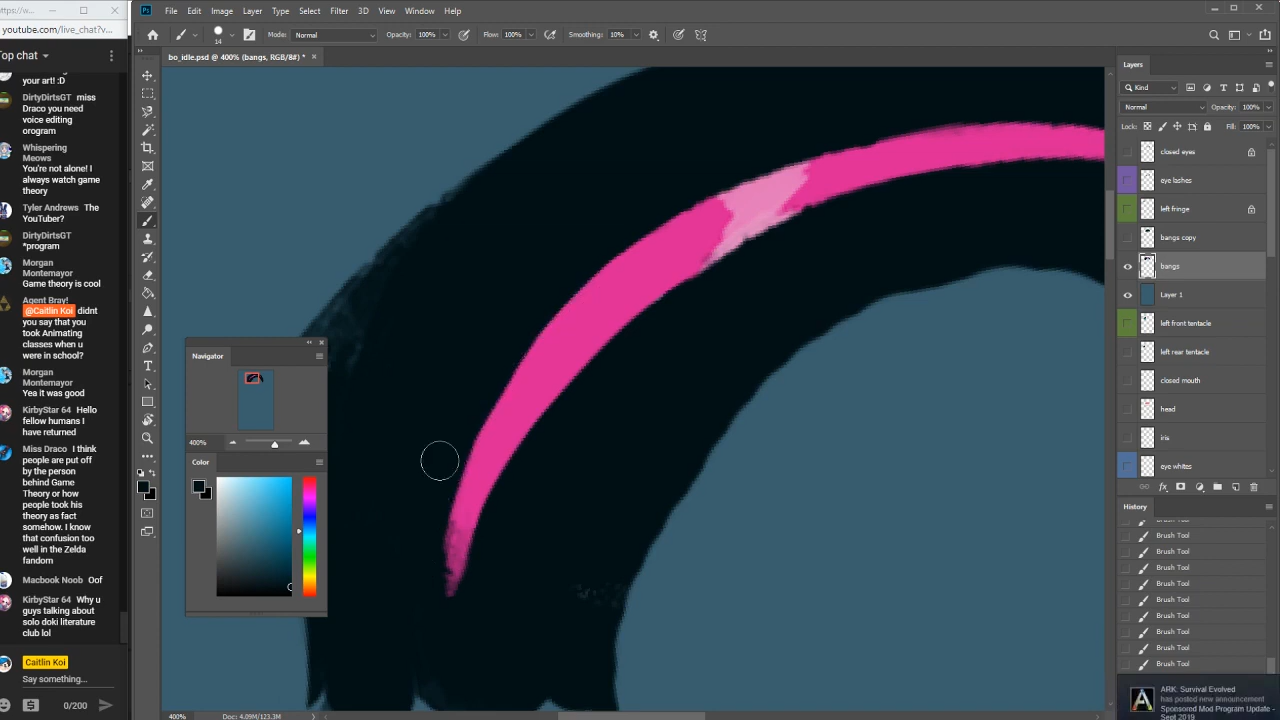 https://w...
youtube.com/live_chat?v...
op chat
your art! :D
DirtyDirtsGT miss
Draco you need
voice editing
orogram
Whispering
Meows
You're not alone! I
always watch game
theory
Tyler Andrews The
YouTuber?
DirtyDirtsGT
*program
Morgan
Montemayor
Game theory is cool
Agent Bray!
@Caitlin Koi didnt
you say that you
took Animating
classes when u
were in school?
Morgan
Montemayor
Yea it was good
KirbyStar 64 Hello
fellow humans I
have returned
Miss Draco I think
people are put off
by the person
behind Game
Theory or how
people took his
theory as fact
somehow. I know
that confusion too
well in the Zelda
fandom
Macbook Noob Oof
KirbyStar 64 Why u
guys talking about
solo doki literature
club lol
Caitlin Koi
Say something...
0/200
Ps File Edit Image Layer Type Select Filter 3D View Window Help
14 Mode: Normal Opacity: 100% Flow: 100% Smoothing: 10%
bo_idle.psd @ 400% (bangs, RGB/8#) * ×
Navigator
400%
Color
Layers
Kind
Normal Opacity: 100%
Lock: Fill: 100%
closed eyes
eye lashes
left fringe
bangs copy
bangs
Layer 1
left front tentacle
left rear tentacle
closed mouth
head
iris
eye whites
fx
History
Brush Tool
Brush Tool
Brush Tool
Brush Tool
Brush Tool
Brush Tool
Brush Tool
Brush Tool
Brush Tool
Brush Tool
ARK: Survival Evolved
has posted new announcement
Sponsored Mod Program Update -
Sept 2019
400% Doc: 4.09M/123.3M